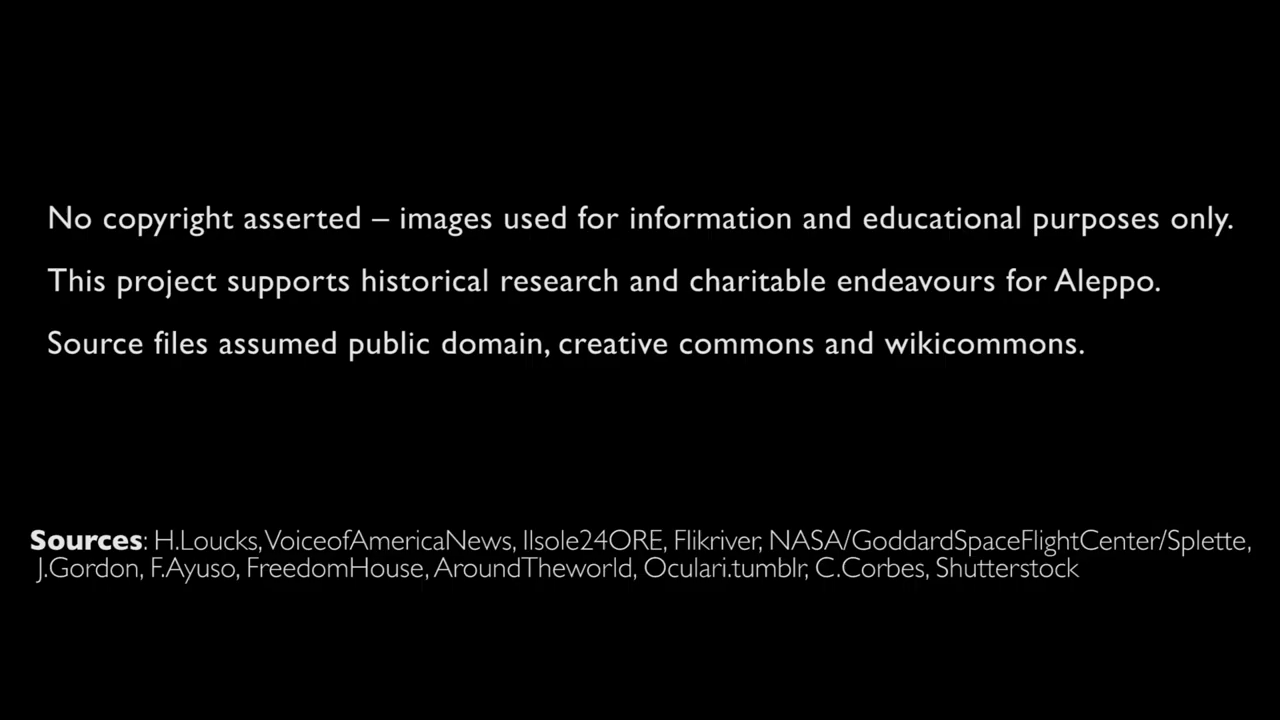 No copyright asserted – images used for information and educational purposes only.
This project supports historical research and charitable endeavours for Aleppo.
Source files assumed public domain, creative commons and wikicommons.
Sources: H.Loucks, VoiceofAmericaNews, Ilsole24ORE, Flikriver, NASA/GoddardSpaceFlightCenter/Splette,
J.Gordon, F.Ayuso, FreedomHouse, AroundTheworld, Oculari.tumblr, C.Corbes, Shutterstock